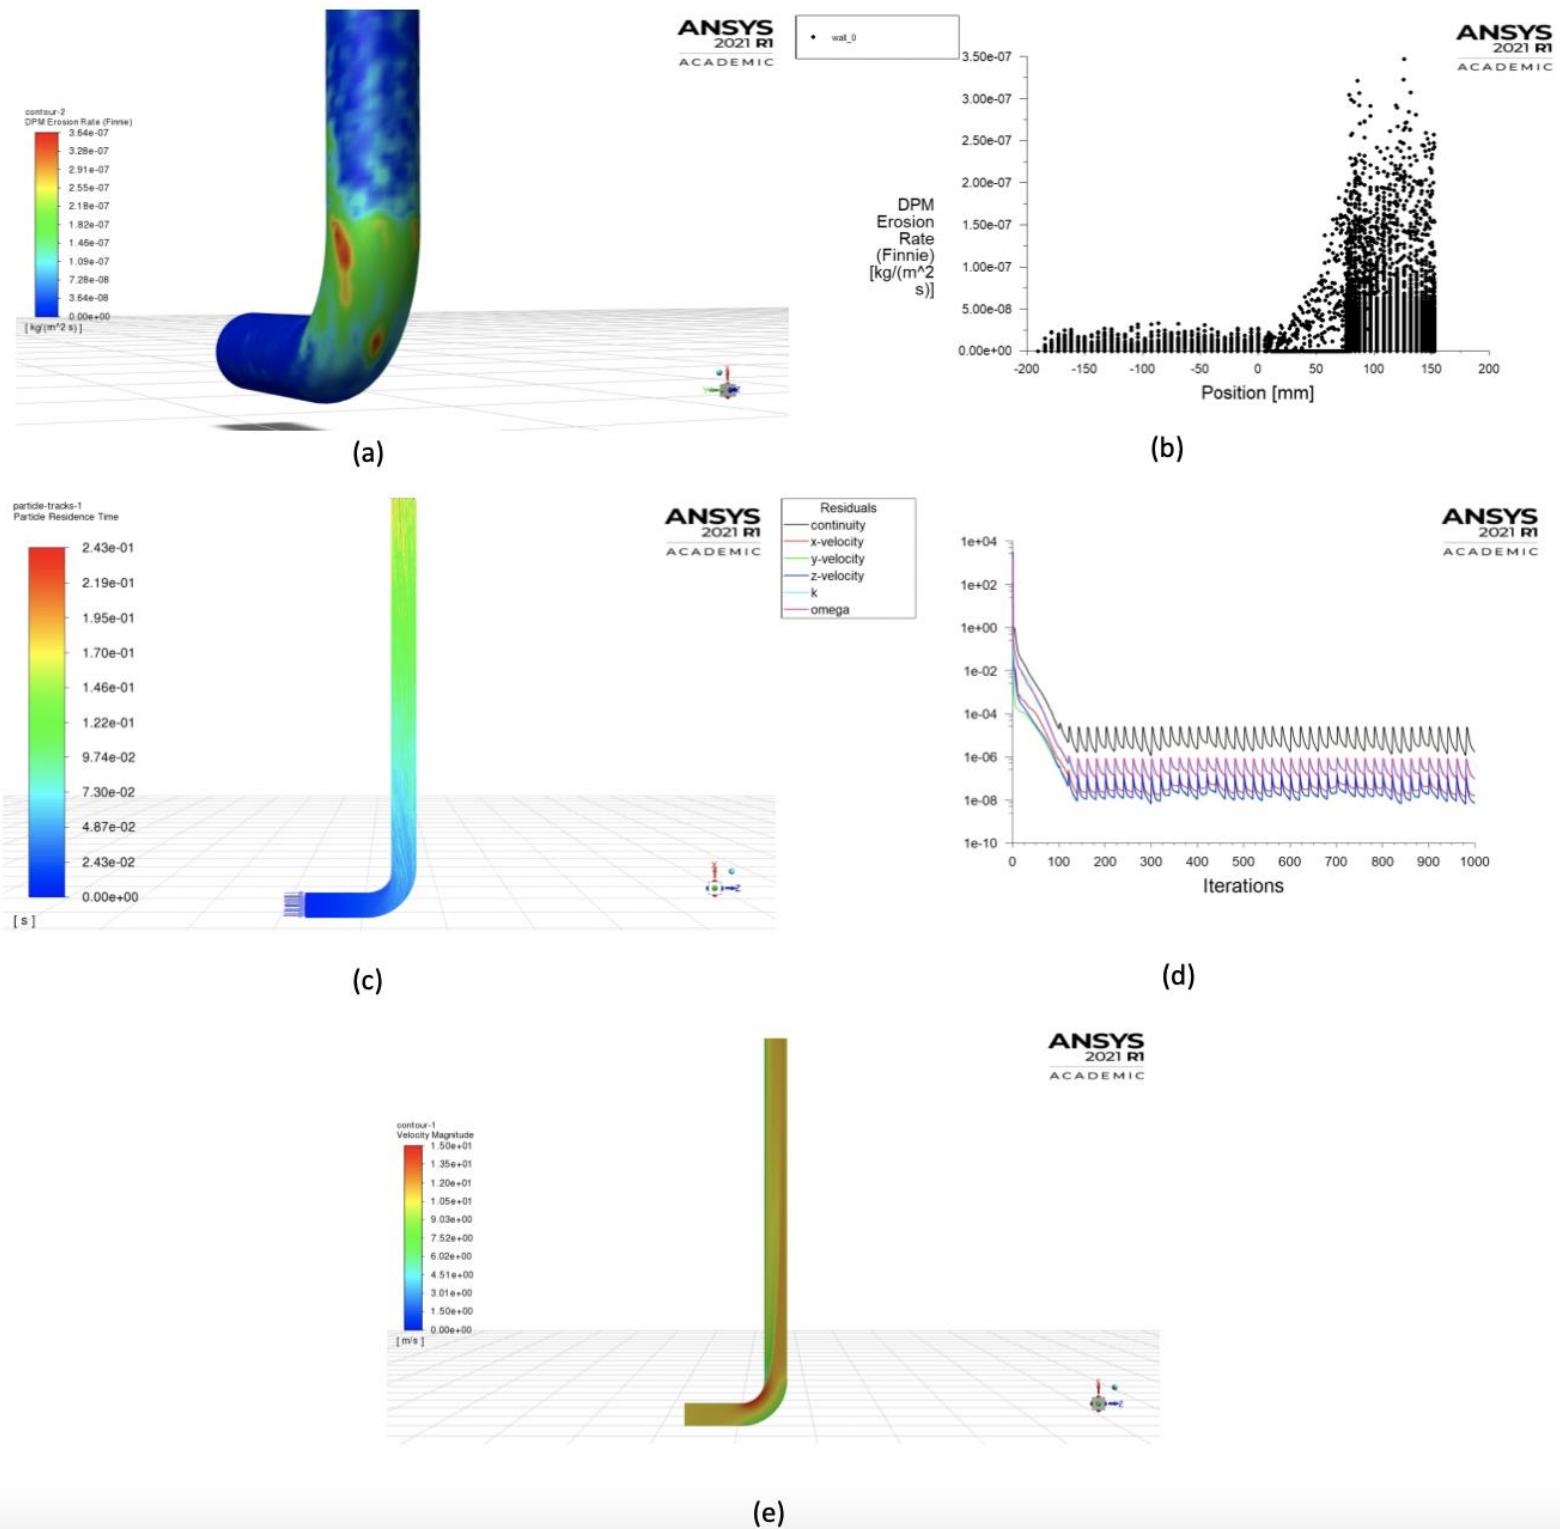 ANSYS
2021 R1
ACADEMIC
contour-2
DPM Erosion Rate (Finnie)
3.64e-07
3.28e-07
2.91e-07
2.55e-07
2.18e-07
1.82e-07
1.46e-07
1.09e-07
7.28e-08
3.64e-08
0.00e+00
[ kg/(m^2 s) ]
(a)
wall_0
ANSYS
2021 R1
ACADEMIC
3.50e-07
3.00e-07
2.50e-07
2.00e-07
1.50e-07
1.00e-07
5.00e-08
0.00e+00
DPM
Erosion
Rate
(Finnie)
[kg/(m^2
s)]
-200 -150 -100 -50 0 50 100 150 200
Position [mm]
(b)
particle-tracks-1
Particle Residence Time
2.43e-01
2.19e-01
1.95e-01
1.70e-01
1.46e-01
1.22e-01
9.74e-02
7.30e-02
4.87e-02
2.43e-02
0.00e+00
[ s ]
ANSYS
2021 R1
ACADEMIC
(c)
Residuals
continuity
x-velocity
y-velocity
z-velocity
k
omega
ANSYS
2021 R1
ACADEMIC
1e+04
1e+02
1e+00
1e-02
1e-04
1e-06
1e-08
1e-10
0 100 200 300 400 500 600 700 800 900 1000
Iterations
(d)
ANSYS
2021 R1
ACADEMIC
contour-1
Velocity Magnitude
1.50e+01
1.35e+01
1.20e+01
1.05e+01
9.03e+00
7.52e+00
6.02e+00
4.51e+00
3.01e+00
1.50e+00
0.00e+00
[ m/s ]
(e)